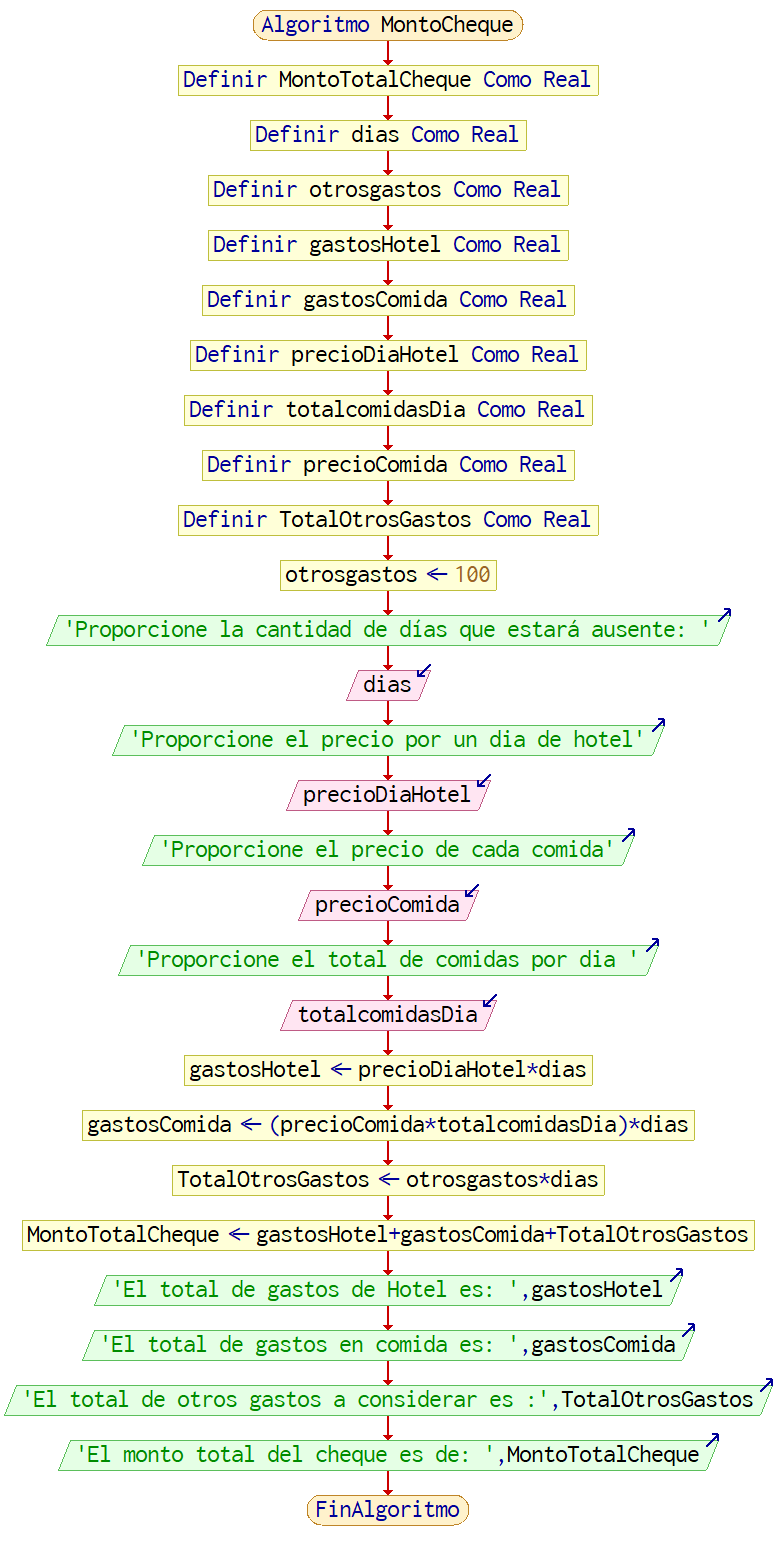 Algoritmo MontoCheque
Definir MontoTotalCheque Como Real
Definir dias Como Real
Definir otrosgastos Como Real
Definir gastosHotel Como Real
Definir gastosComida Como Real
Definir precioDiaHotel Como Real
Definir totalcomidasDia Como Real
Definir precioComida Como Real
Definir TotalOtrosGastos Como Real
otrosgastos ← 100
'Proporcione la cantidad de días que estará ausente: '
dias
'Proporcione el precio por un dia de hotel'
precioDiaHotel
'Proporcione el precio de cada comida'
precioComida
'Proporcione el total de comidas por dia '
totalcomidasDia
gastosHotel ← precioDiaHotel*dias
gastosComida ← (precioComida*totalcomidasDia)*dias
TotalOtrosGastos ← otrosgastos*dias
MontoTotalCheque ← gastosHotel+gastosComida+TotalOtrosGastos
'El total de gastos de Hotel es: ',gastosHotel
'El total de gastos en comida es: ',gastosComida
'El total de otros gastos a considerar es :',TotalOtrosGastos
'El monto total del cheque es de: ',MontoTotalCheque
FinAlgoritmo